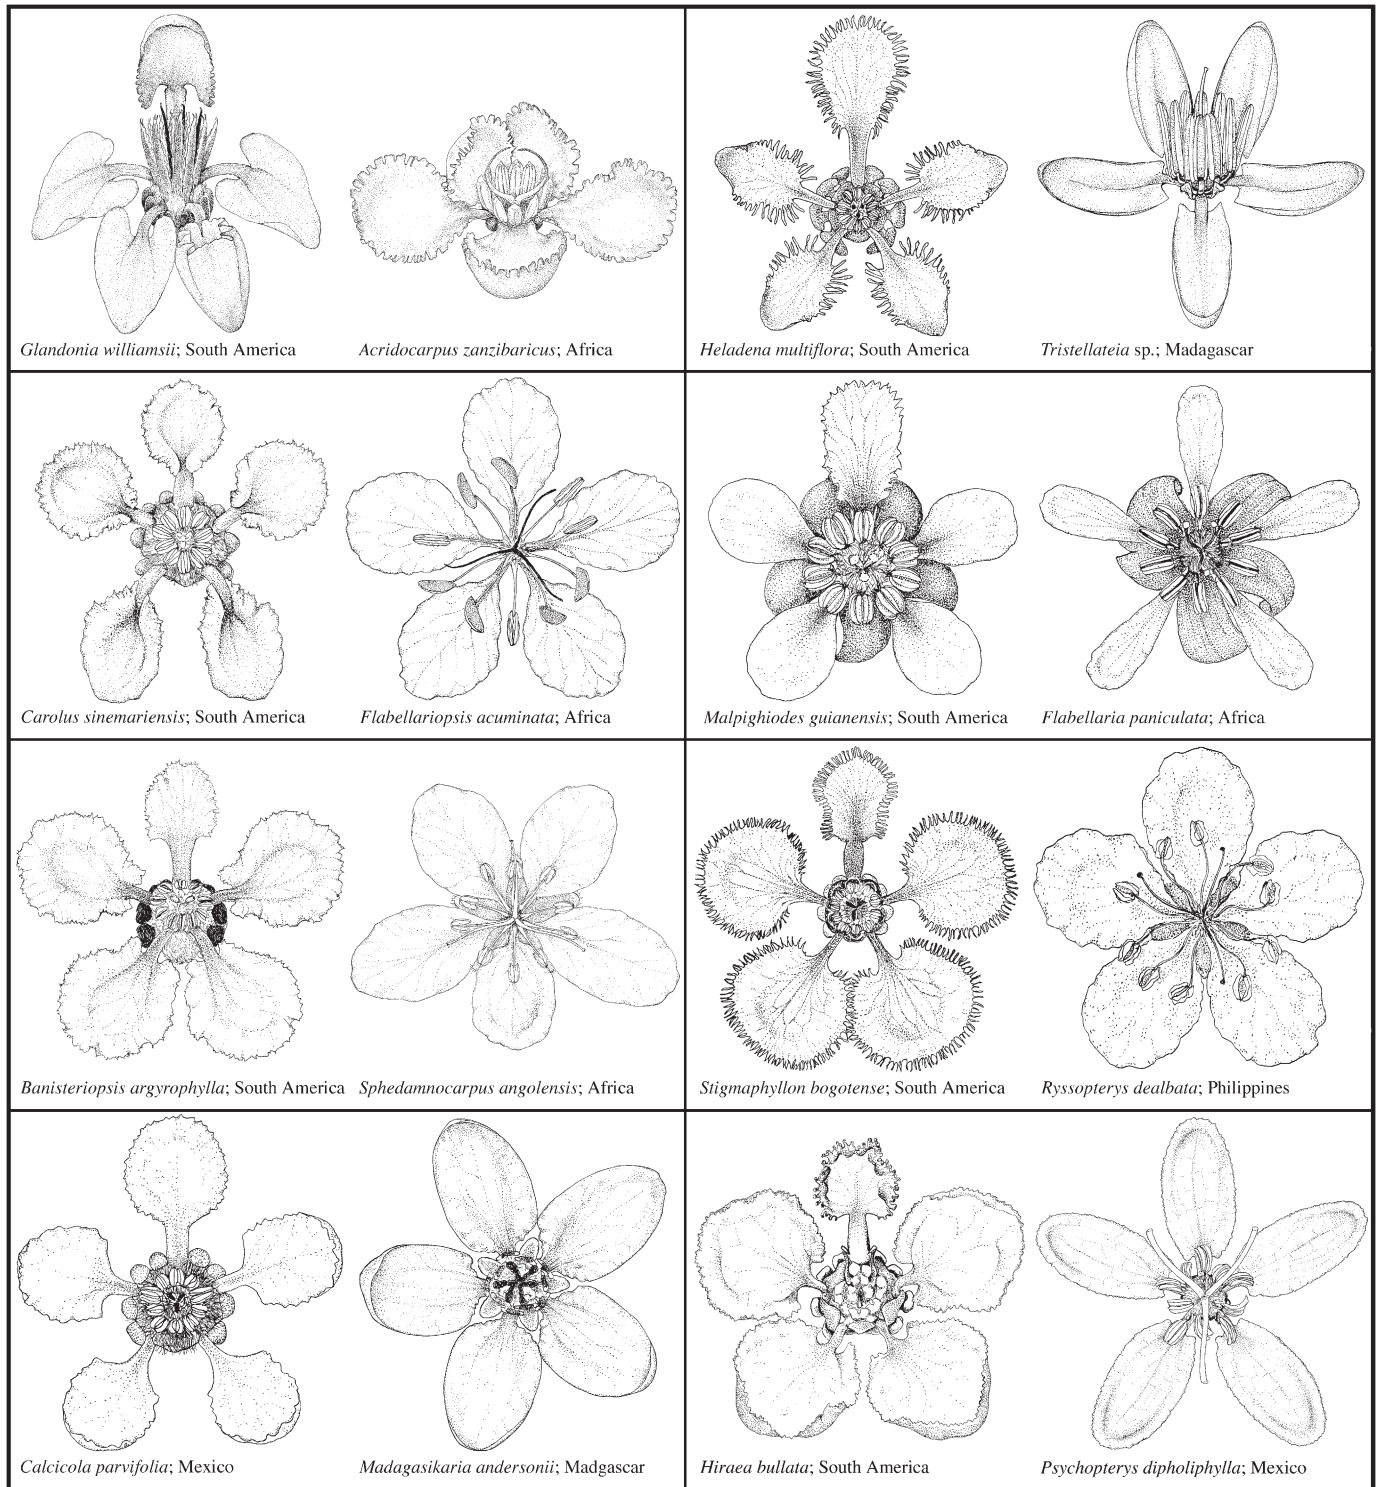 Glandonia williamsii; South America
Acridocarpus zanzibaricus; Africa
Heladena multiflora; South America
Tristellateia sp.; Madagascar
Carolus sinemariensis; South America
Flabellariopsis acuminata; Africa
Malpighiodes guianensis; South America
Flabellaria paniculata; Africa
Banisteriopsis argyrophylla; South America
Sphedamnocarpus angolensis; Africa
Stigmaphyllon bogotense; South America
Ryssopterys dealbata; Philippines
Calcicola parvifolia; Mexico
Madagasikaria andersonii; Madgascar
Hiraea bullata; South America
Psychopterys dipholiphylla; Mexico